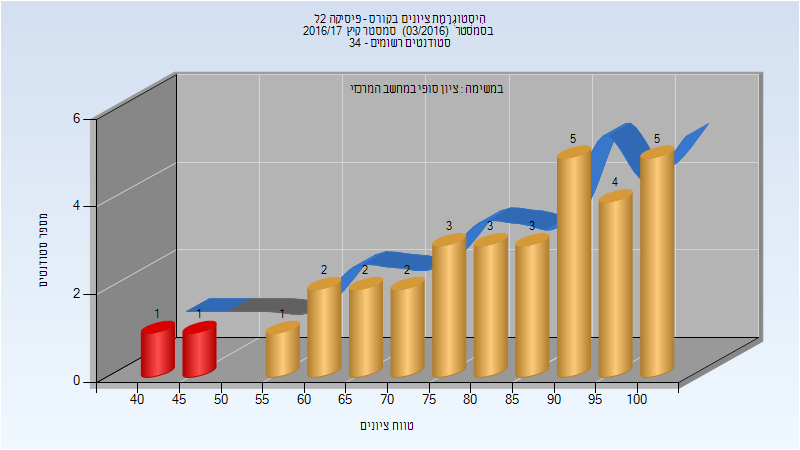 היסטוגרמת ציונים בקורס - פיסיקה 2ל
בסמסטר (03/2016) סמסטר קיץ 2016/17
סטודנטים רשומים - 34
במשימה : ציון סופי במחשב המרכזי
מספר סטודנטים
6
4
2
0
1 1 1 2 2 2 3 3 3 5 4 5
40 45 50 55 60 65 70 75 80 85 90 95 100
טווח ציונים